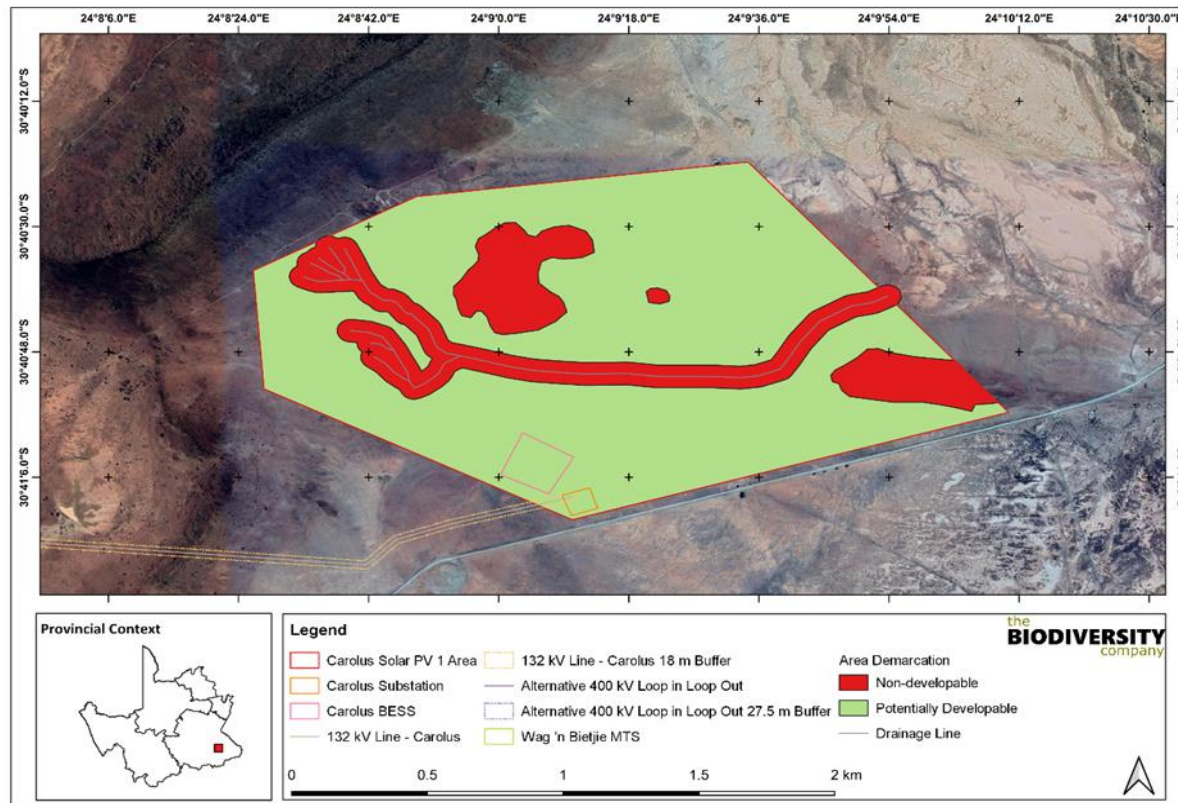 24°8'6.0"E 24°8'24.0"E 24°8'42.0"E 24°9'0.0"E 24°9'18.0"E 24°9'36.0"E 24°9'54.0"E 24°10'12.0"E 24°10'30.0"E
30°40'12.0"S
30°40'30.0"S
30°40'48.0"S
30°41'6.0"S
Provincial Context
Legend
Carolus Solar PV 1 Area
Carolus Substation
Carolus BESS
132 kV Line - Carolus
132 kV Line - Carolus 18 m Buffer
Alternative 400 kV Loop in Loop Out
Alternative 400 kV Loop in Loop Out 27.5 m Buffer
Wag 'n Bietjie MTS
Area Demarcation
Non-developable
Potentially Developable
Drainage Line
the
BIODIVERSITY
company
0 0.5 1 1.5 2 km